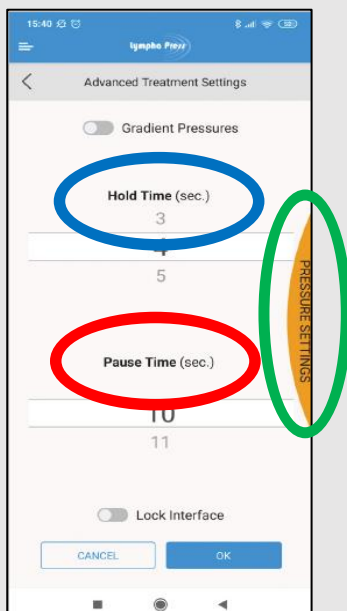 15:40
Lympha Press
Advanced Treatment Settings
Gradient Pressures
Hold Time (sec.)
3
4
5
PRESSURE SETTINGS
Pause Time (sec.)
10
11
Lock Interface
CANCEL
OK